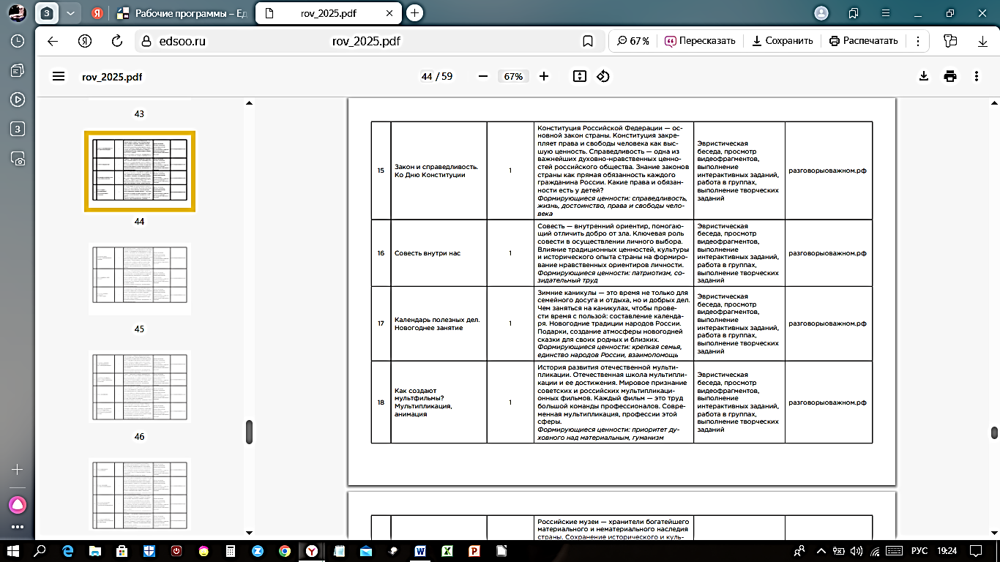 3
Рабочие программы – Ед
rov_2025.pdf
edsoo.ru
rov_2025.pdf
67 %
Пересказать
Сохранить
Распечатать
rov_2025.pdf
44 / 59
67%
3
43
44
45
46
15
Закон и справедливость.
Ко Дню Конституции
1
Конституция Российской Федерации — ос-
новной закон страны. Конституция закре-
пляет права и свободы человека как выс-
шую ценность. Справедливость — одна из
важнейших духовно-нравственных ценно-
стей российского общества. Знание законов
страны как прямая обязанность каждого
гражданина России. Какие права и обязан-
ности есть у детей?
Формирующиеся ценности: справедливость,
жизнь, достоинство, права и свободы чело-
века
Эвристическая
беседа, просмотр
видеофрагментов,
выполнение
интерактивных заданий,
работа в группах,
выполнение творческих
заданий
разговорыоважном.рф
16
Совесть внутри нас
1
Совесть — внутренний ориентир, помогаю-
щий отличить добро от зла. Ключевая роль
совести в осуществлении личного выбора.
Влияние традиционных ценностей, культуры
и исторического опыта страны на формиро-
вание нравственных ориентиров личности.
Формирующиеся ценности: патриотизм, со-
зидательный труд
Эвристическая
беседа, просмотр
видеофрагментов,
выполнение
интерактивных заданий,
работа в группах,
выполнение творческих
заданий
разговорыоважном.рф
17
Календарь полезных дел.
Новогоднее занятие
1
Зимние каникулы — это время не только для
семейного досуга и отдыха, но и добрых дел.
Чем заняться на каникулах, чтобы прове-
сти время с пользой: составление календа-
ря. Новогодние традиции народов России.
Подарки, создание атмосферы новогодней
сказки для своих родных и близких.
Формирующиеся ценности: крепкая семья,
единство народов России, взаимопомощь
Эвристическая
беседа, просмотр
видеофрагментов,
выполнение
интерактивных заданий,
работа в группах,
выполнение творческих
заданий
разговорыоважном.рф
18
Как создают
мультфильмы?
Мультипликация,
анимация
1
История развития отечественной мульти-
пликации. Отечественная школа мультипли-
кации и ее достижения. Мировое признание
советских и российских мультипликаци-
онных фильмов. Каждый фильм — это труд
большой команды профессионалов. Совре-
менная мультипликация, профессии этой
сферы.
Формирующиеся ценности: приоритет ду-
ховного над материальным, гуманизм
Эвристическая
беседа, просмотр
видеофрагментов,
выполнение
интерактивных заданий,
работа в группах,
выполнение творческих
заданий
разговорыоважном.рф
Российские музеи — хранители богатейшего
материального и нематериального наследия
страны. Сохранение исторического и куль-
РУС
19:24